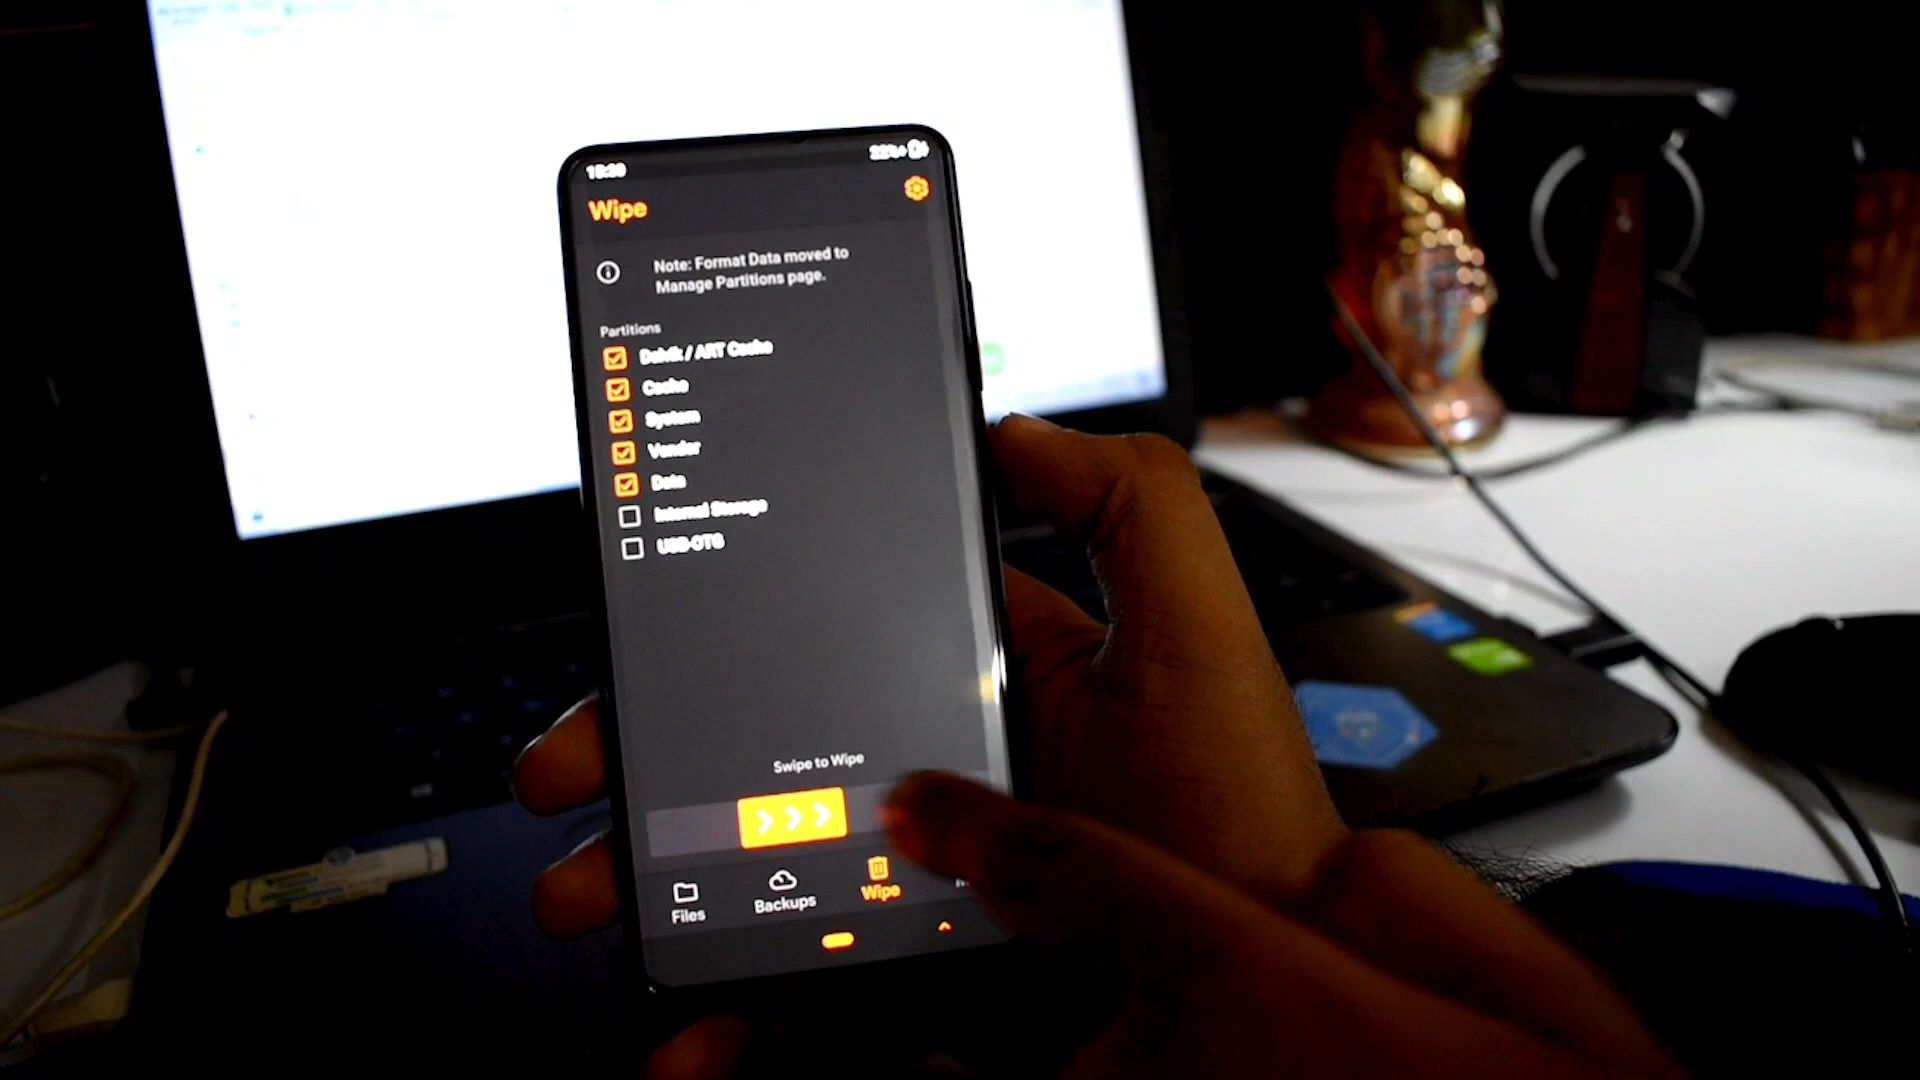 Wipe
Note: Format Data moved to
Manage Partitions page.
Partitions
Dalvik / ART Cache
Cache
System
Vendor
Data
Internal Storage
USB-OTG
Swipe to Wipe
Files
Backups
Wipe